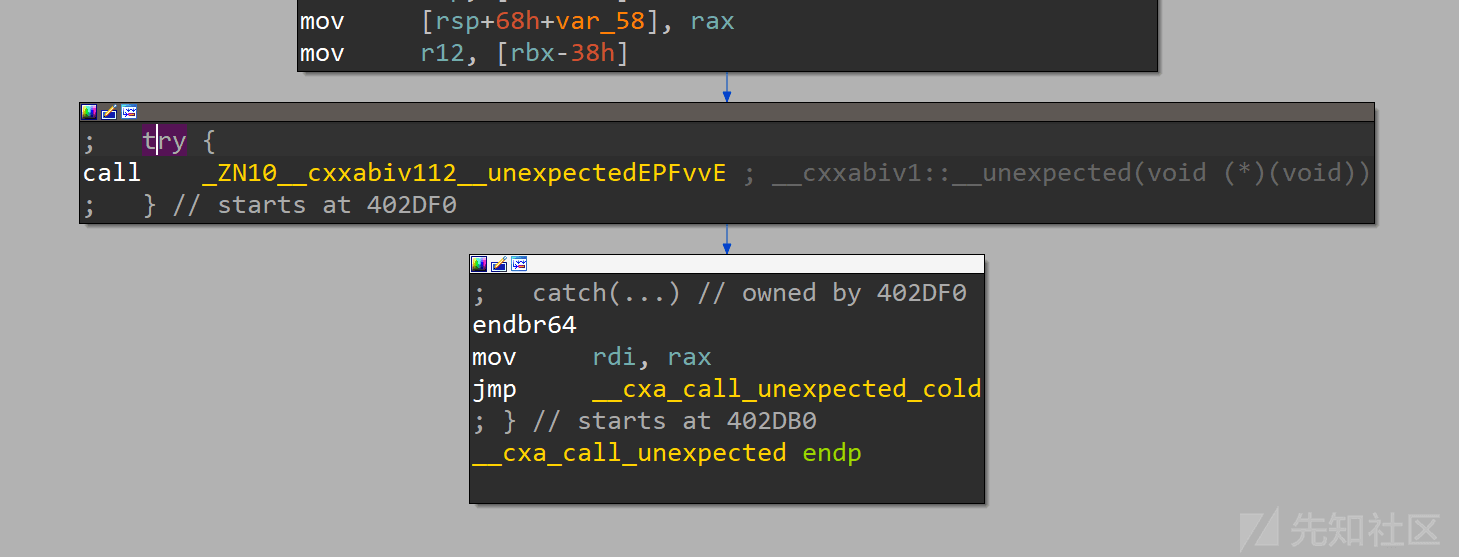 mov     [rsp+68h+var_58], rax
mov     r12, [rbx-38h]
;   try {
call    _ZN10__cxxabiv112__unexpectedEPFvvE ; __cxxabiv1::__unexpected(void (*)(void))
;   } // starts at 402DF0
;   catch(...) // owned by 402DF0
endbr64
mov     rdi, rax
jmp     __cxa_call_unexpected_cold
; } // starts at 402DB0
__cxa_call_unexpected endp
先知社区